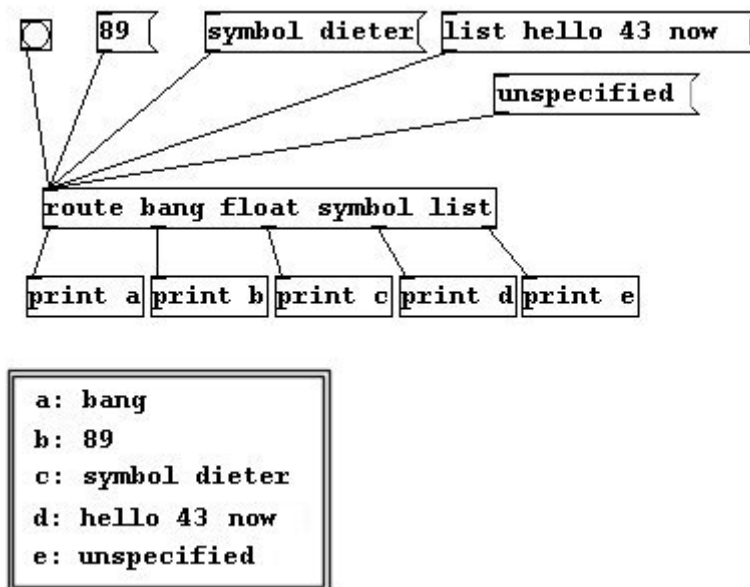 89 symbol dieter list hello 43 now
unspecified
route bang float symbol list
print a print b print c print d print e
a: bang
b: 89
c: symbol dieter
d: hello 43 now
e: unspecified